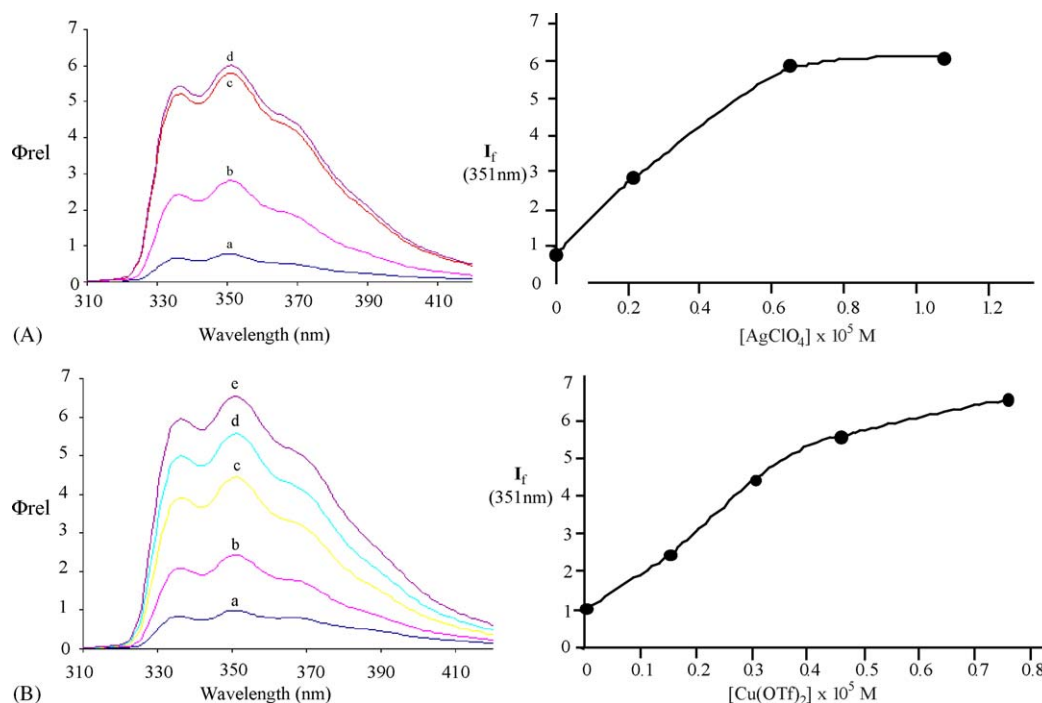 7
6
5
4
3
2
1
0
Φrel
d
c
b
a
310 330 350 370 390 410
Wavelength (nm)
(A)
7
6
5
4
3
2
1
0
I_f
(351nm)
0 0.2 0.4 0.6 0.8 1.0 1.2
[AgClO₄] x 10⁵ M
7
6
5
4
3
2
1
0
Φrel
e
d
c
b
a
310 330 350 370 390 410
Wavelength (nm)
(B)
7
6
5
4
3
2
1
0
I_f
(351nm)
0 0.1 0.2 0.3 0.4 0.5 0.6 0.7 0.8
[Cu(OTf)₂] x 10⁵ M